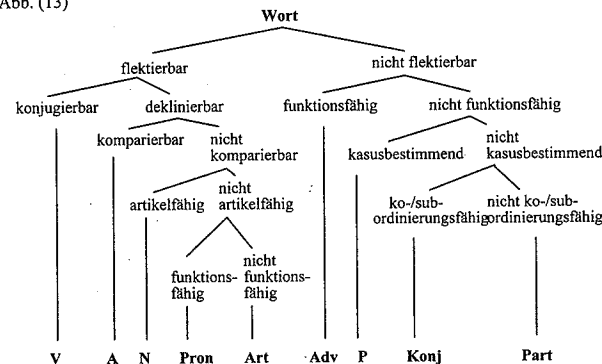 Abb. (13)
Wort
flektierbar
nicht flektierbar
konjugierbar
deklinierbar
funktionsfähig
nicht funktionsfähig
komparierbar
nicht
komparierbar
kasusbestimmend
nicht
kasusbestimmend
artikelfähig
nicht
artikelfähig
ko-/sub-
ordinierungsfähig
nicht ko-/sub-
ordinierungsfähig
funktions-
fähig
nicht
funktions-
fähig
V A N Pron Art Adv P Konj Part